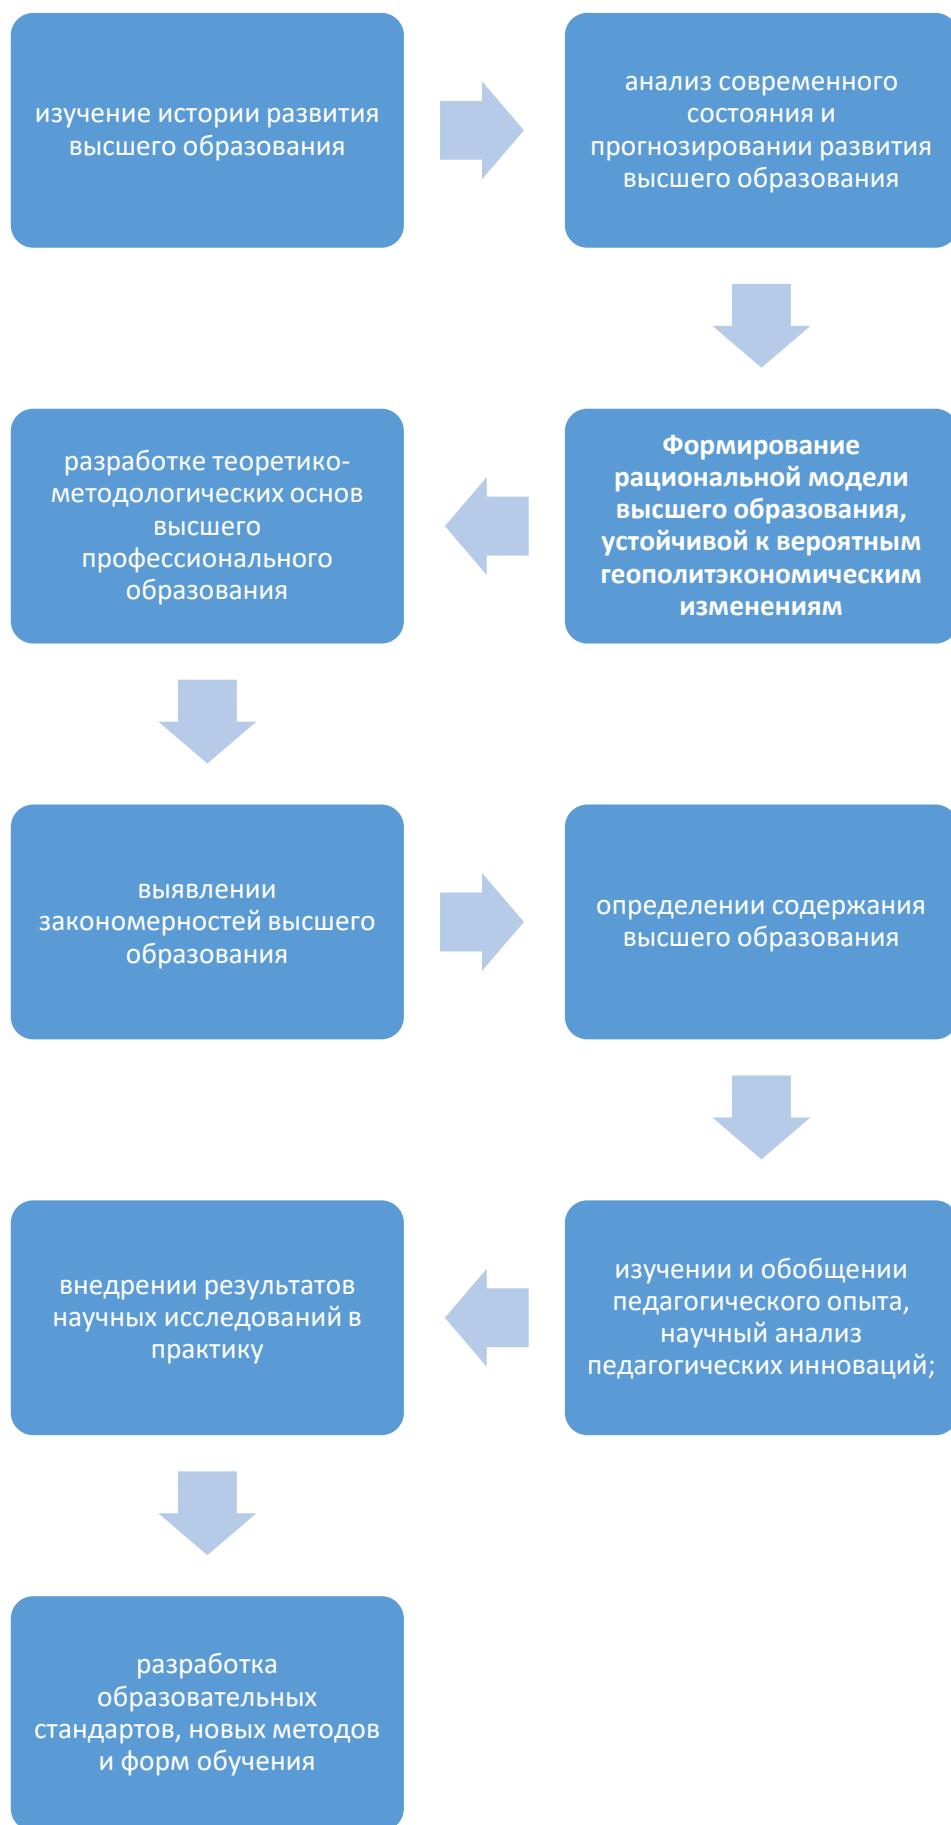 изучение истории развития
высшего образования
анализ современного
состояния и
прогнозировании развития
высшего образования
Формирование
рациональной модели
высшего образования,
устойчивой к вероятным
геополитэкономическим
изменениям
разработке теоретико-
методологических основ
высшего
профессионального
образования
выявлении
закономерностей высшего
образования
определении содержания
высшего образования
изучении и обобщении
педагогического опыта,
научный анализ
педагогических инноваций;
внедрении результатов
научных исследований в
практику
разработка
образовательных
стандартов, новых методов
и форм обучения